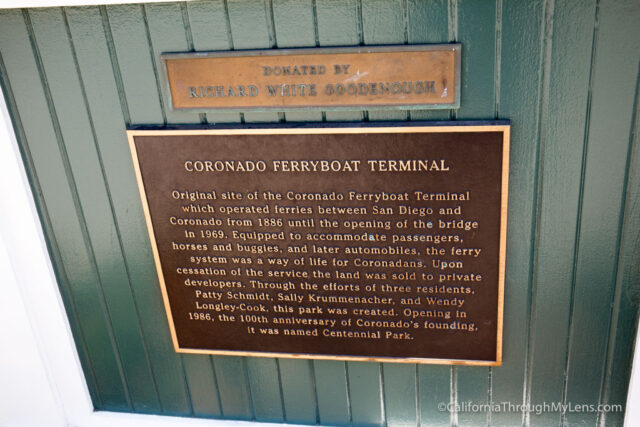 DONATED BY
RICHARD WHITE GOODENOUGH
CORONADO FERRYBOAT TERMINAL
Original site of the Coronado Ferryboat Terminal
which operated ferries between San Diego and
Coronado from 1886 until the opening of the bridge
in 1969. Equipped to accommodate passengers,
horses and buggies, and later automobiles, the ferry
system was a way of life for Coronadans. Upon
cessation of the service the land was sold to private
developers. Through the efforts of three residents,
Patty Schmidt, Sally Krummenacher, and Wendy
Longley-Cook, this park was created. Opening in
1986, the 100th anniversary of Coronado's founding,
it was named Centennial Park.
©CaliforniaThroughMyLens.com